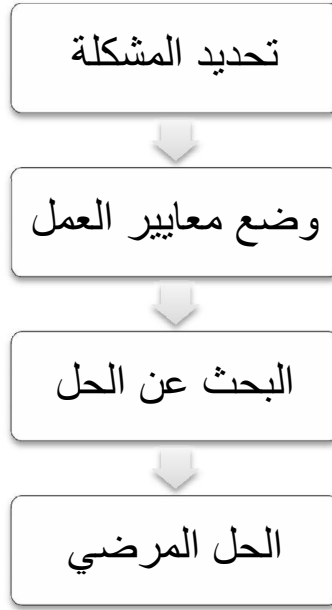 تحديد المشكلة
وضع معايير العمل
البحث عن الحل
الحل المرضي